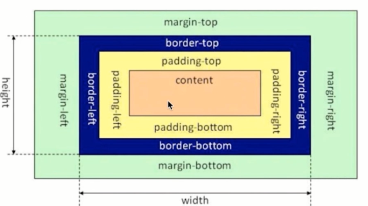 margin-top
border-top
padding-top
content
height
margin-left
border-left
padding-left
padding-right
border-right
margin-right
padding-bottom
border-bottom
margin-bottom
width